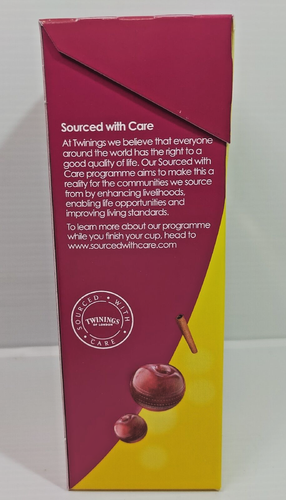 Sourced with Care
At Twinings we believe that everyone
around the world has the right to a
good quality of life. Our Sourced with
Care programme aims to make this a
reality for the communities we source
from by enhancing livelihoods,
enabling life opportunities and
improving living standards.
To learn more about our programme
while you finish your cup, head to
www.sourcedwithcare.com
SOURCED • WITH • CARE •
TWININGS
OF LONDON